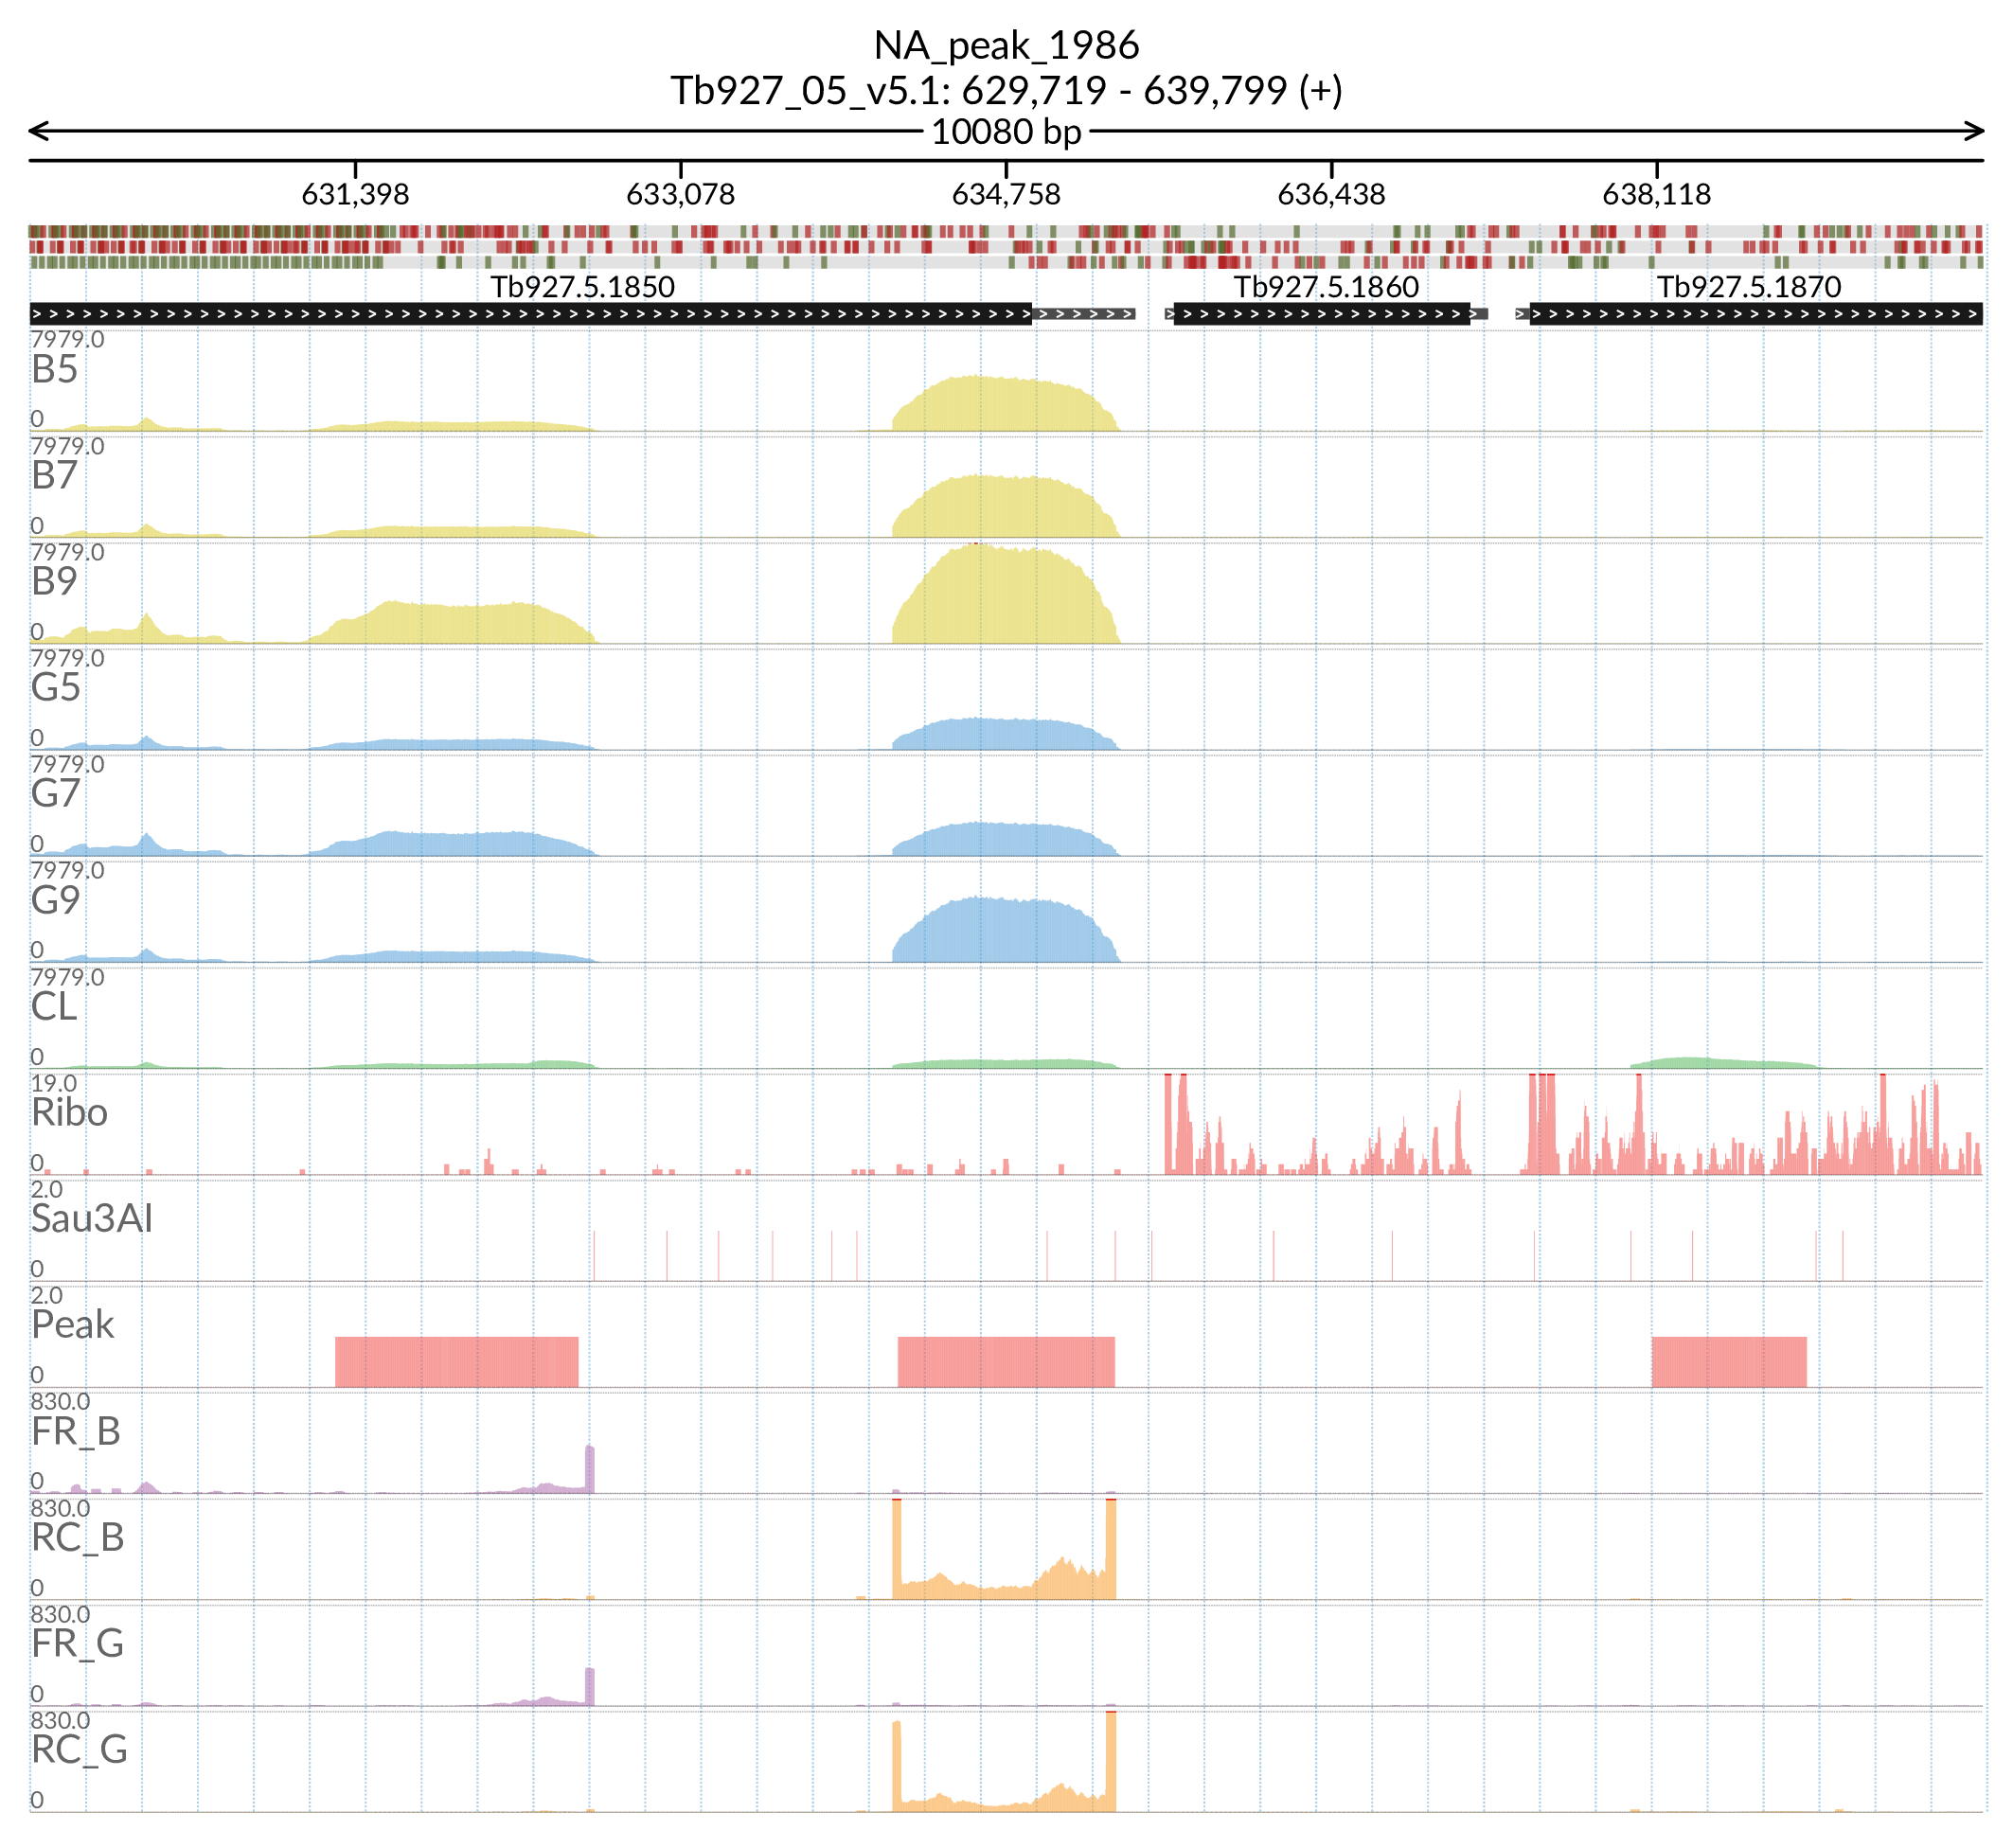 NA_peak_1986
Tb927_05_v5.1: 629,719 - 639,799 (+)
10080 bp
631,398 633,078 634,758 636,438 638,118
Tb927.5.1850 Tb927.5.1860 Tb927.5.1870
7979.0
B5
0
7979.0
B7
0
7979.0
B9
0
7979.0
G5
0
7979.0
G7
0
7979.0
G9
0
7979.0
CL
0
19.0
Ribo
0
2.0
Sau3AI
0
2.0
Peak
0
830.0
FR_B
0
830.0
RC_B
0
830.0
FR_G
0
830.0
RC_G
0